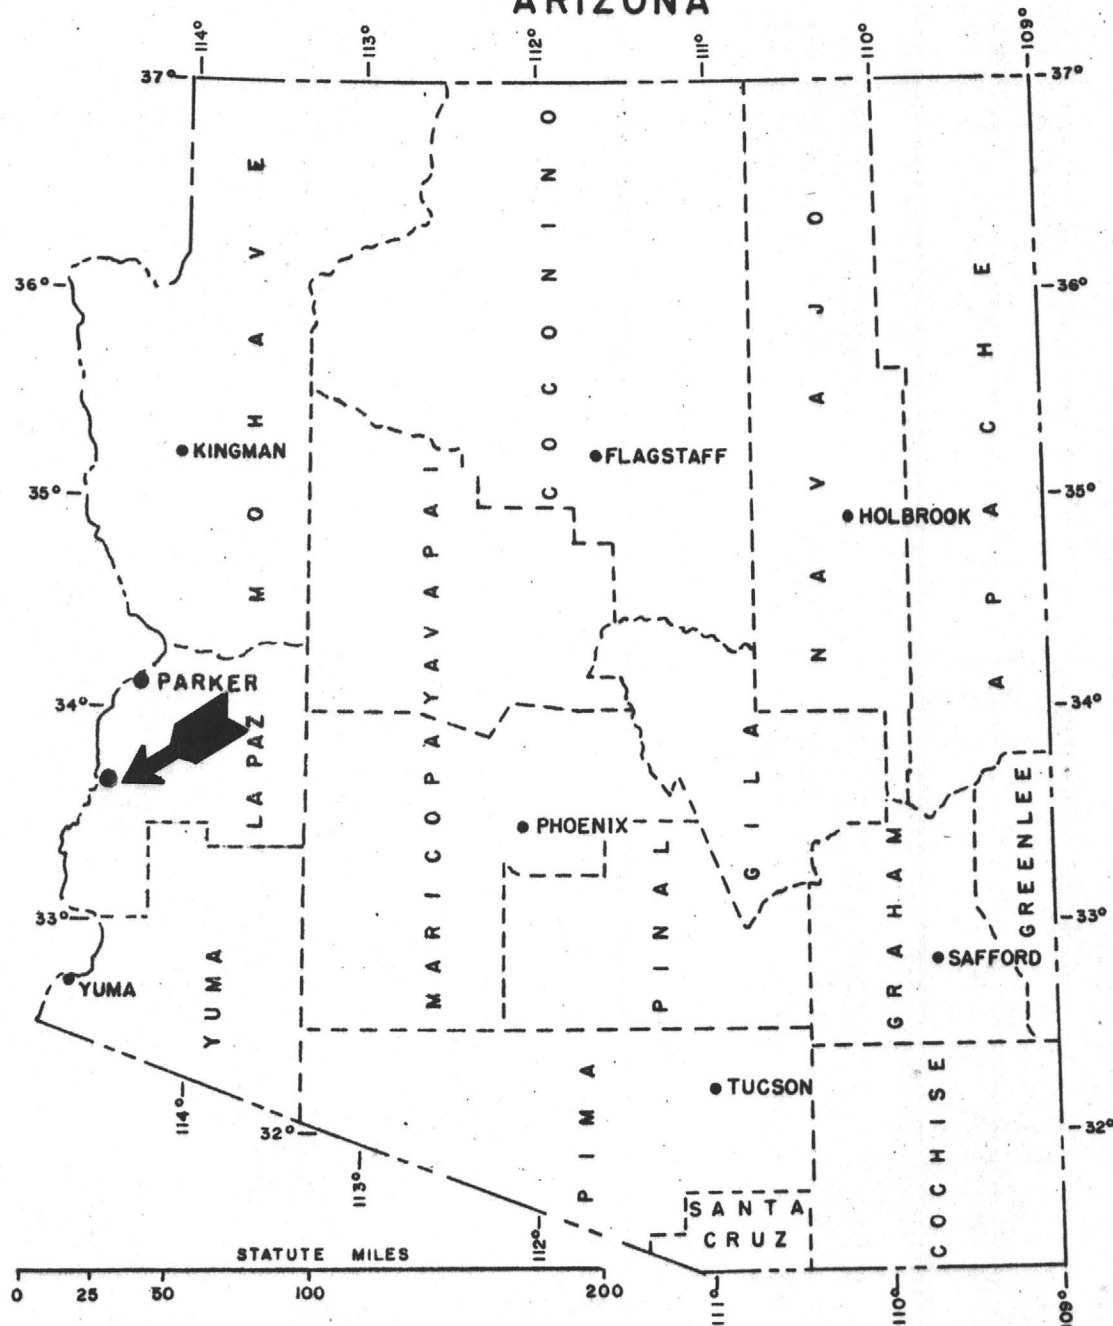 ARIZONA
114°
113°
112°
111°
110°
109°
37°
37°
MOHAVE
COCONINO
NAVAJO
APACHE
36°
36°
KINGMAN
FLAGSTAFF
35°
35°
HOLBROOK
YAVAPAI
PARKER
34°
34°
LA PAZ
MARICOPA
GILA
PHOENIX
PINAL
GRAHAM
GREENLEE
33°
33°
SAFFORD
YUMA
YUMA
TUCSON
PIMA
COCHISE
114°
32°
32°
113°
112°
SANTA
CRUZ
STATUTE MILES
0 25 50 100 200
111°
110°
109°